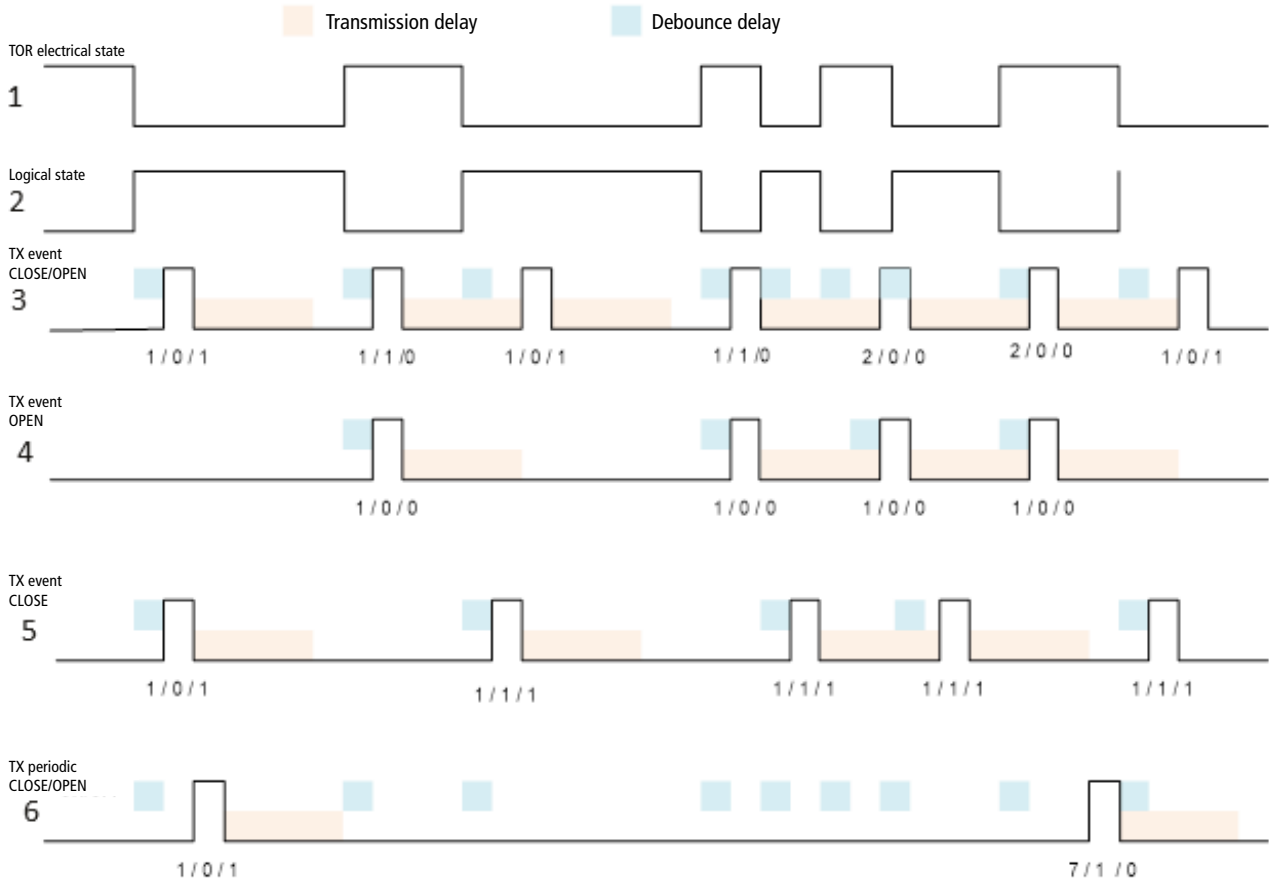 Transmission delay
Debounce delay
TOR electrical state
1
Logical state
2
TX event
CLOSE/OPEN
3
1 / 0 / 1
1 / 1 /0
1 / 0 / 1
1 / 1 /0
2 / 0 / 0
2 / 0 / 0
1 / 0 / 1
TX event
OPEN
4
1 / 0 / 0
1 / 0 / 0
1 / 0 / 0
1 / 0 / 0
TX event
CLOSE
5
1 / 0 / 1
1 / 1 / 1
1 / 1 / 1
1 / 1 / 1
1 / 1 / 1
TX periodic
CLOSE/OPEN
6
1 / 0 / 1
7 / 1 / 0